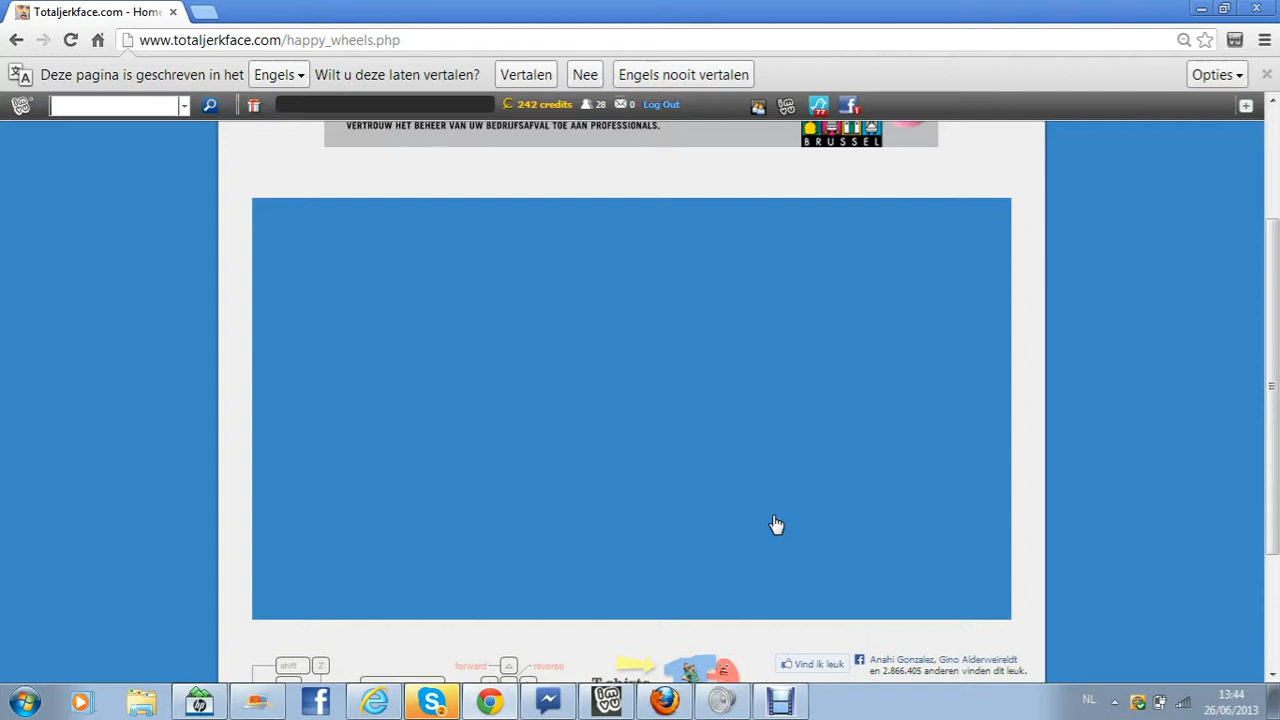 Totaljerkface.com - Home
www.totaljerkface.com/happy_wheels.php
Deze pagina is geschreven in het Engels Wilt u deze laten vertalen? Vertalen Nee Engels nooit vertalen Opties
242 credits 28 0 Log Out 77 1
VERTROUW HET BEHEER VAN UW BEDRIJFSAFVAL TOE AAN PROFESSIONALS.
BRUSSEL
shift Z forward reverse
T-shirts
Vind ik leuk
Anahi Gonzalez, Gino Alderweireldt
en 2.866.405 anderen vinden dit leuk.
NL
13:44
26/06/2013